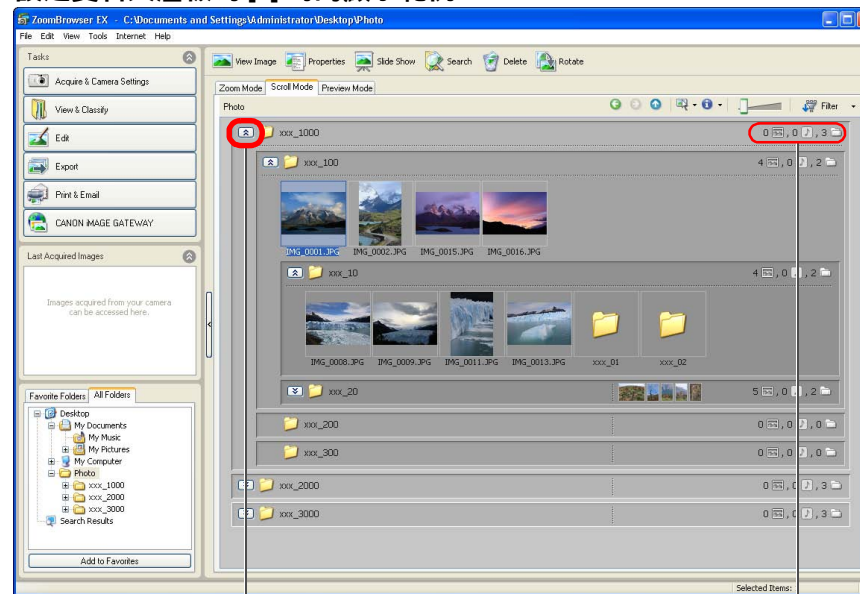 ZoomBrowser EX - C:\Documents and Settings\Administrator\Desktop\Photo
File Edit View Tools Internet Help
Tasks
Acquire & Camera Settings
View & Classify
Edit
Export
Print & Email
CANON iMAGE GATEWAY
Last Acquired Images
Images acquired from your camera
can be accessed here.
Favorite Folders All Folders
Desktop
My Documents
My Music
My Pictures
My Computer
Photo
xxx_1000
xxx_2000
xxx_3000
Search Results
Add to Favorites
View Image Properties Slide Show Search Delete Rotate
Zoom Mode Scroll Mode Preview Mode
Photo Filter
xxx_1000 0, 0, 3
xxx_100 4, 0, 2
IMG_0001.JPG IMG_0002.JPG IMG_0015.JPG IMG_0016.JPG
xxx_10 4, 0, 2
IMG_0008.JPG IMG_0009.JPG IMG_0011.JPG IMG_0013.JPG xxx_01 xxx_02
xxx_20 5, 0, 2
xxx_200 0, 0, 0
xxx_300 0, 0, 0
xxx_2000 0, 0, 3
xxx_3000 0, 0, 3
Selected Items: